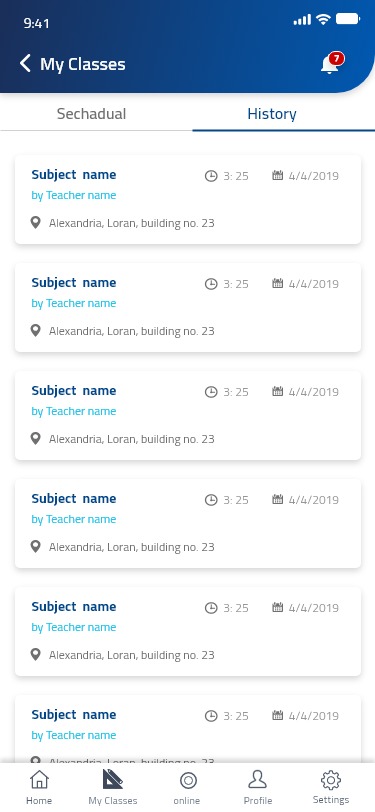 9:41
My Classes
7
Sechadual
History
Subject name
3: 25
4/4/2019
by Teacher name
Alexandria, Loran, building no. 23
Subject name
3: 25
4/4/2019
by Teacher name
Alexandria, Loran, building no. 23
Subject name
3: 25
4/4/2019
by Teacher name
Alexandria, Loran, building no. 23
Subject name
3: 25
4/4/2019
by Teacher name
Alexandria, Loran, building no. 23
Subject name
3: 25
4/4/2019
by Teacher name
Alexandria, Loran, building no. 23
Subject name
3: 25
4/4/2019
by Teacher name
Alexandria, Loran, building no. 23
Home
My Classes
online
Profile
Settings